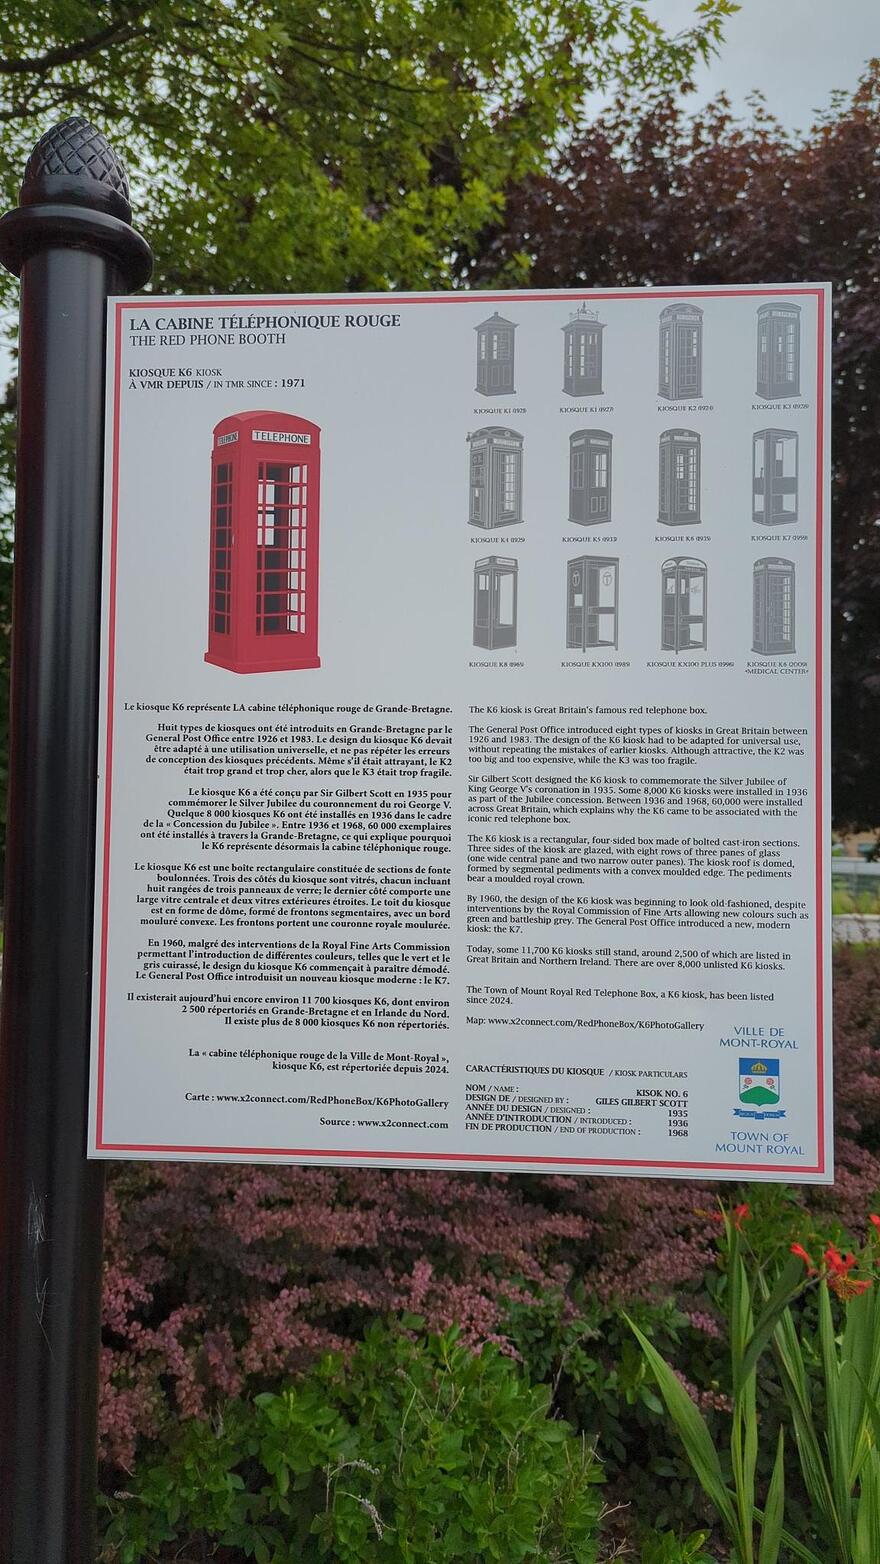 LA CABINE TÉLÉPHONIQUE ROUGE
THE RED PHONE BOOTH
KIOSQUE K6 KIOSK
À VMR DEPUIS / IN TMR SINCE : 1971
TELEPHONE
TELEPHONE
KIOSQUE K1 (1921)
KIOSQUE K1 (1927)
KIOSQUE K2 (1924)
KIOSQUE K3 (1928)
KIOSQUE K4 (1925)
KIOSQUE K5 (1933)
KIOSQUE K6 (1935)
KIOSQUE K7 (1959)
KIOSQUE K8 (1965)
KIOSQUE KX100 (1985)
KIOSQUE KX100 PLUS (1996)
KIOSQUE K6 (2009)
«MEDICAL CENTER»
Le kiosque K6 représente LA cabine téléphonique rouge de Grande-Bretagne.
Huit types de kiosques ont été introduits en Grande-Bretagne par le
General Post Office entre 1926 et 1983. Le design du kiosque K6 devait
être adapté à une utilisation universelle, et ne pas répéter les erreurs
de conception des kiosques précédents. Même s'il était attrayant, le K2
était trop grand et trop cher, alors que le K3 était trop fragile.
Le kiosque K6 a été conçu par Sir Gilbert Scott en 1935 pour
commémorer le Silver Jubilee du couronnement du roi George V.
Quelque 8 000 kiosques K6 ont été installés en 1936 dans le cadre
de la « Concession du Jubilee ». Entre 1936 et 1968, 60 000 exemplaires
ont été installés à travers la Grande-Bretagne, ce qui explique pourquoi
le K6 représente désormais la cabine téléphonique rouge.
Le kiosque K6 est une boîte rectangulaire constituée de sections de fonte
boulonnées. Trois des côtés du kiosque sont vitrés, chacun incluant
huit rangées de trois panneaux de verre; le dernier côté comporte une
large vitre centrale et deux vitres extérieures étroites. Le toit du kiosque
est en forme de dôme, formé de frontons segmentaires, avec un bord
mouluré convexe. Les frontons portent une couronne royale moulurée.
En 1960, malgré des interventions de la Royal Fine Arts Commission
permettant l'introduction de différentes couleurs, telles que le vert et le
gris cuirassé, le design du kiosque K6 commençait à paraître démodé.
Le General Post Office introduisit un nouveau kiosque moderne : le K7.
Il existerait aujourd'hui encore environ 11 700 kiosques K6, dont environ
2 500 répertoriés en Grande-Bretagne et en Irlande du Nord.
Il existe plus de 8 000 kiosques K6 non répertoriés.
La « cabine téléphonique rouge de la Ville de Mont-Royal »,
kiosque K6, est répertoriée depuis 2024.
Carte : www.x2connect.com/RedPhoneBox/K6PhotoGallery
Source : www.x2connect.com
The K6 kiosk is Great Britain's famous red telephone box.
The General Post Office introduced eight types of kiosks in Great Britain between
1926 and 1983. The design of the K6 kiosk had to be adapted for universal use,
without repeating the mistakes of earlier kiosks. Although attractive, the K2 was
too big and too expensive, while the K3 was too fragile.
Sir Gilbert Scott designed the K6 kiosk to commemorate the Silver Jubilee of
King George V's coronation in 1935. Some 8,000 K6 kiosks were installed in 1936
as part of the Jubilee concession. Between 1936 and 1968, 60,000 were installed
across Great Britain, which explains why the K6 came to be associated with the
iconic red telephone box.
The K6 kiosk is a rectangular, four-sided box made of bolted cast-iron sections.
Three sides of the kiosk are glazed, with eight rows of three panes of glass
(one wide central pane and two narrow outer panes). The kiosk roof is domed,
formed by segmental pediments with a convex moulded edge. The pediments
bear a moulded royal crown.
By 1960, the design of the K6 kiosk was beginning to look old-fashioned, despite
interventions by the Royal Commission of Fine Arts allowing new colours such as
green and battleship grey. The General Post Office introduced a new, modern
kiosk: the K7.
Today, some 11,700 K6 kiosks still stand, around 2,500 of which are listed in
Great Britain and Northern Ireland. There are over 8,000 unlisted K6 kiosks.
The Town of Mount Royal Red Telephone Box, a K6 kiosk, has been listed
since 2024.
Map: www.x2connect.com/RedPhoneBox/K6PhotoGallery
CARACTÉRISTIQUES DU KIOSQUE / KIOSK PARTICULARS
NOM / NAME : KISOK NO. 6
DESIGN DE / DESIGNED BY : GILES GILBERT SCOTT
ANNÉE DU DESIGN / DESIGNED : 1935
ANNÉE D'INTRODUCTION / INTRODUCED : 1936
FIN DE PRODUCTION / END OF PRODUCTION : 1968
VILLE DE
MONT-ROYAL
TOWN OF
MOUNT ROYAL